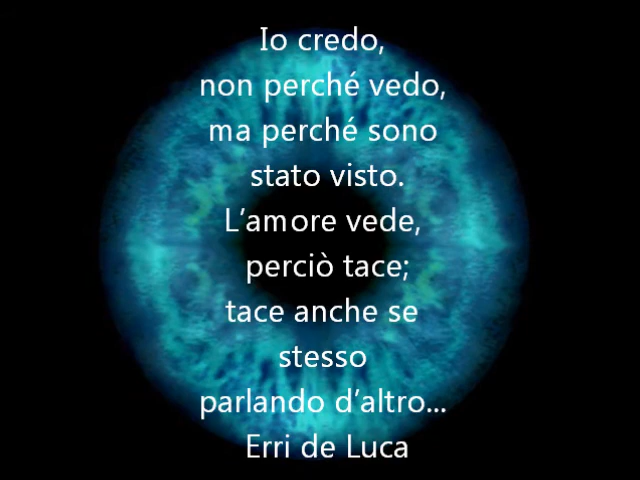 Io credo,
non perché vedo,
ma perché sono
stato visto.
L’amore vede,
perciò tace;
tace anche se
stesso
parlando d’altro...
Erri de Luca